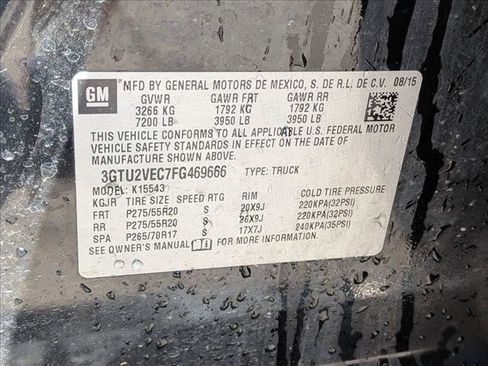 GM
MFD BY GENERAL MOTORS DE MEXICO, S. DE R.L. DE C.V. 08/15
GVWR GAWR FRT GAWR RR
3266 KG 1792 KG 1792 KG
7200 LB 3950 LB 3950 LB
THIS VEHICLE CONFORMS TO ALL APPLICABLE U.S. FEDERAL MOTOR
VEHICLE SAFETY STANDARDS IN EFFECT ON THE DATE OF
MANUFACTURE SHOWN ABOVE.
3GTU2VEC7FG469666 TYPE: TRUCK
MODEL: K15543
KGJR TIRE SIZE SPEED RTG RIM COLD TIRE PRESSURE
FRT P275/55R20 S 20X9J 220KPA(32PSI)
RR P275/55R20 S 20X9J 220KPA(32PSI)
SPA P265/70R17 S 17X7J 240KPA(35PSI)
SEE OWNER'S MANUAL FOR MORE INFORMATION.